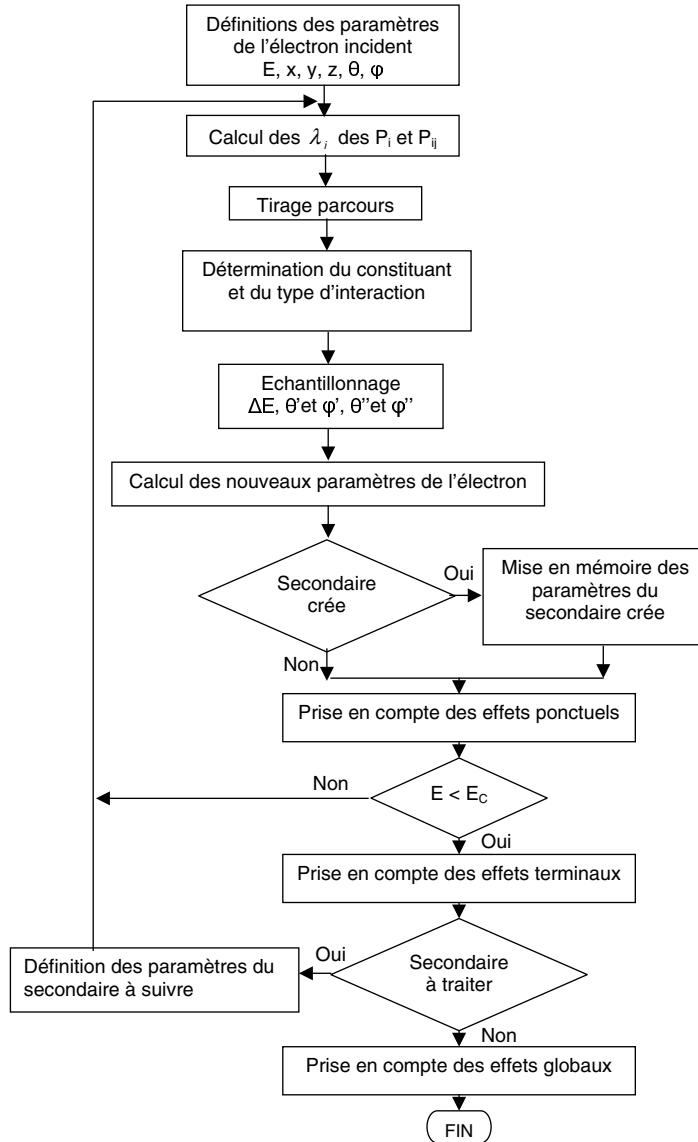 Définitions des paramètres
de l’électron incident
E, x, y, z, θ, φ
Calcul des λi des Pi et Pij
Tirage parcours
Détermination du constituant
et du type d’interaction
Echantillonnage
ΔE, θ’et φ’, θ’’et φ’’
Calcul des nouveaux paramètres de l’électron
Secondaire
crée
Oui
Mise en mémoire des
paramètres du
secondaire crée
Non
Prise en compte des effets ponctuels
Non
E < EC
Oui
Prise en compte des effets terminaux
Secondaire
à traiter
Oui
Définition des paramètres du
secondaire à suivre
Non
Prise en compte des effets globaux
FIN